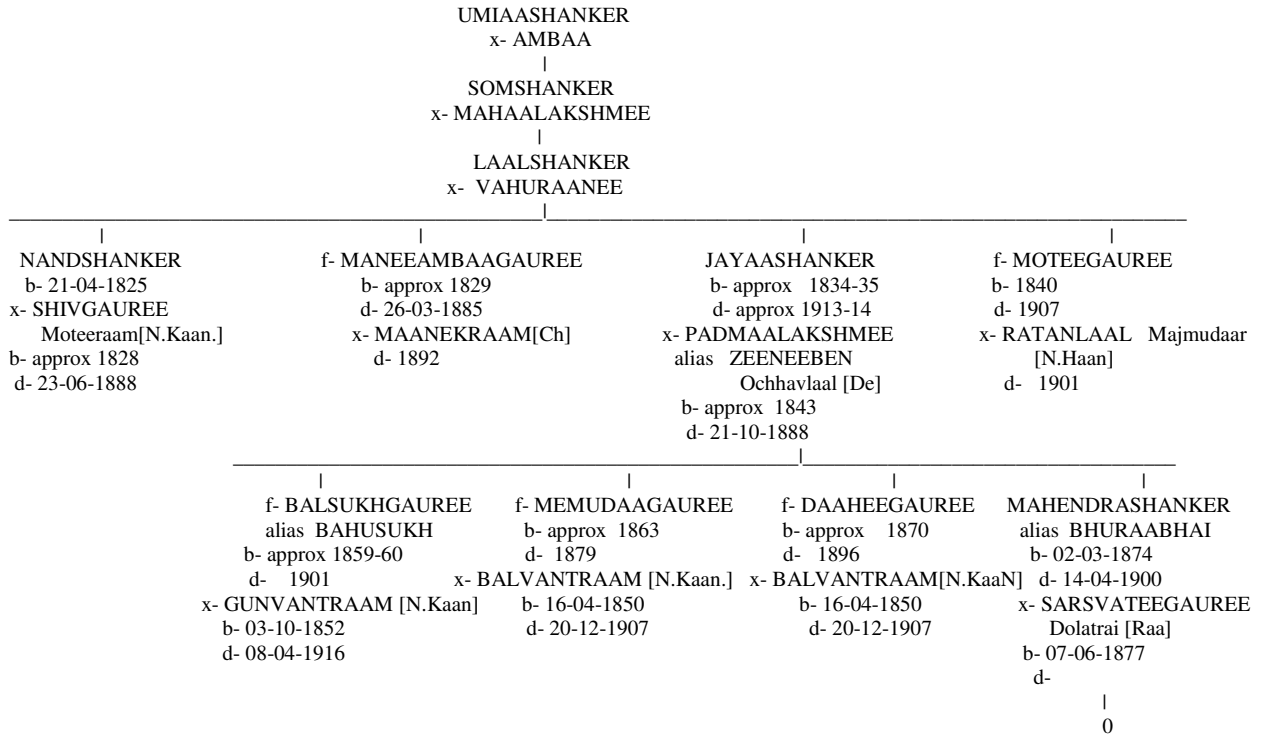 UMIAASHANKER
x- AMBAA
|
SOMSHANKER
x- MAHAALAKSHMEE
|
LAALSHANKER
x- VAHURAANEE
NANDSHANKER
b- 21-04-1825
x- SHIVGAUREE
Moteeraam[N.Kaan.]
b- approx 1828
d- 23-06-1888
f- MANEEAMBAAGAUREE
b- approx 1829
d- 26-03-1885
x- MAANEKRAAM[Ch]
d- 1892
JAYAASHANKER
b- approx 1834-35
d- approx 1913-14
x- PADMAALAKSHMEE
alias ZEENEEBEN
Ochhavlaal [De]
b- approx 1843
d- 21-10-1888
f- MOTEEGAUREE
b- 1840
d- 1907
x- RATANLAAL Majmudaar
[N.Haan]
d- 1901
f- BALSUKHGAUREE
alias BAHUSUKH
b- approx 1859-60
d- 1901
x- GUNVANTRAAM [N.Kaan]
b- 03-10-1852
d- 08-04-1916
f- MEMUDAAGAUREE
b- approx 1863
d- 1879
x- BALVANTRAAM [N.Kaan.]
b- 16-04-1850
d- 20-12-1907
f- DAAHEEGAUREE
b- approx 1870
d- 1896
x- BALVANTRAAM[N.KaaN]
b- 16-04-1850
d- 20-12-1907
MAHENDRASHANKER
alias BHURAABHAI
b- 02-03-1874
d- 14-04-1900
x- SARSVATEEGAUREE
Dolatrai [Raa]
b- 07-06-1877
d-
|
0